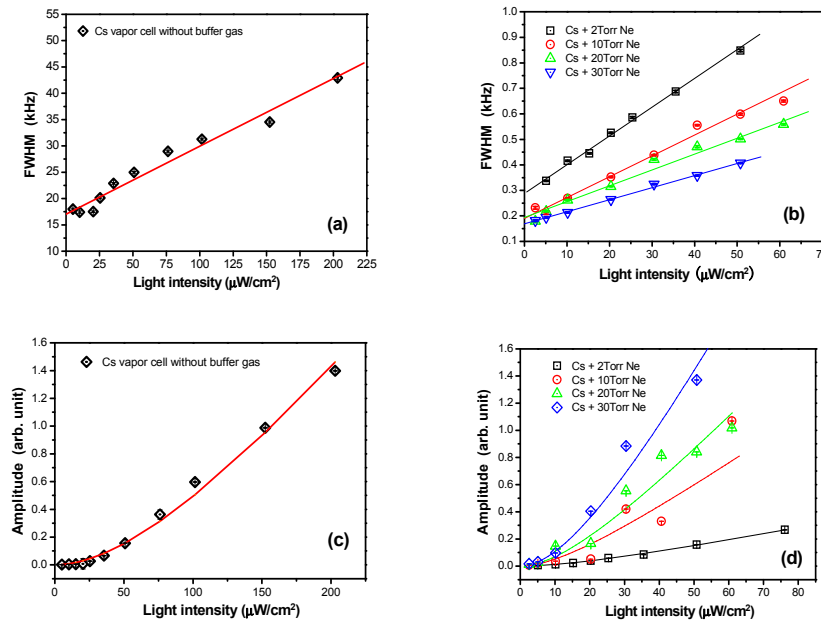 55
50
45
40
35
30
25
20
15
10
FWHM (kHz)
Cs vapor cell without buffer gas
(a)
0 25 50 75 100 125 150 175 200 225
Light intensity (μW/cm²)
1.0
0.9
0.8
0.7
0.6
0.5
0.4
0.3
0.2
0.1
FWHM (kHz)
Cs + 2Torr Ne
Cs + 10Torr Ne
Cs + 20Torr Ne
Cs + 30Torr Ne
(b)
0 10 20 30 40 50 60
Light intensity (μW/cm²)
1.6
1.4
1.2
1.0
0.8
0.6
0.4
0.2
0.0
Amplitude (arb. unit)
Cs vapor cell without buffer gas
(c)
0 50 100 150 200
Light intensity (μW/cm²)
1.6
1.4
1.2
1.0
0.8
0.6
0.4
0.2
0.0
Amplitude (arb. unit)
Cs + 2Torr Ne
Cs + 10Torr Ne
Cs + 20Torr Ne
Cs + 30Torr Ne
(d)
0 10 20 30 40 50 60 70 80
Light intensity (μW/cm²)